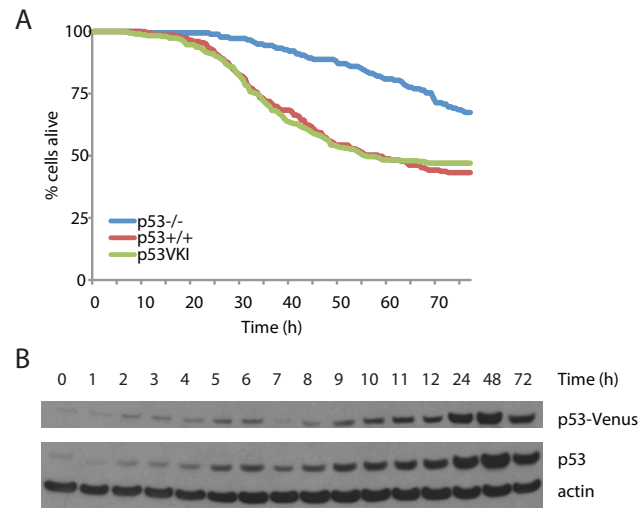 A
100
75
50
25
0
% cells alive
p53-/-
p53+/+
p53VKI
0 10 20 30 40 50 60 70
Time (h)
B
0 1 2 3 4 5 6 7 8 9 10 11 12 24 48 72 Time (h)
p53-Venus
p53
actin